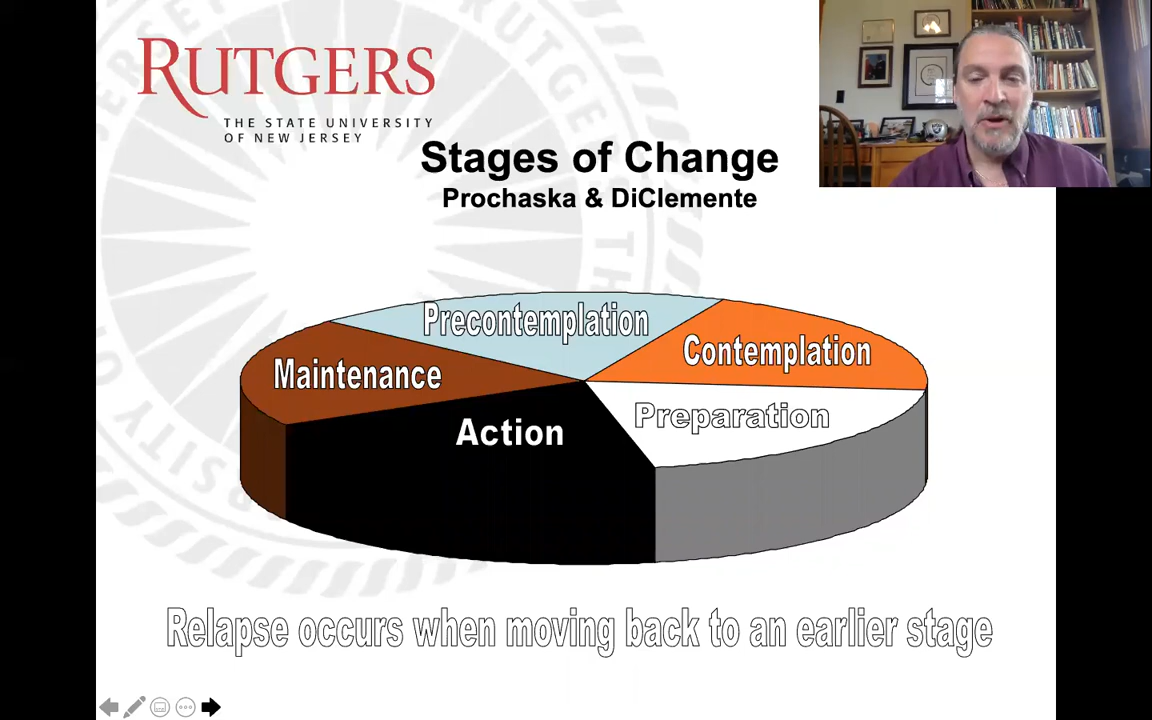 RUTGERS
THE STATE UNIVERSITY
OF NEW JERSEY
Stages of Change
Prochaska & DiClemente
Precontemplation
Contemplation
Maintenance
Preparation
Action
Relapse occurs when moving back to an earlier stage